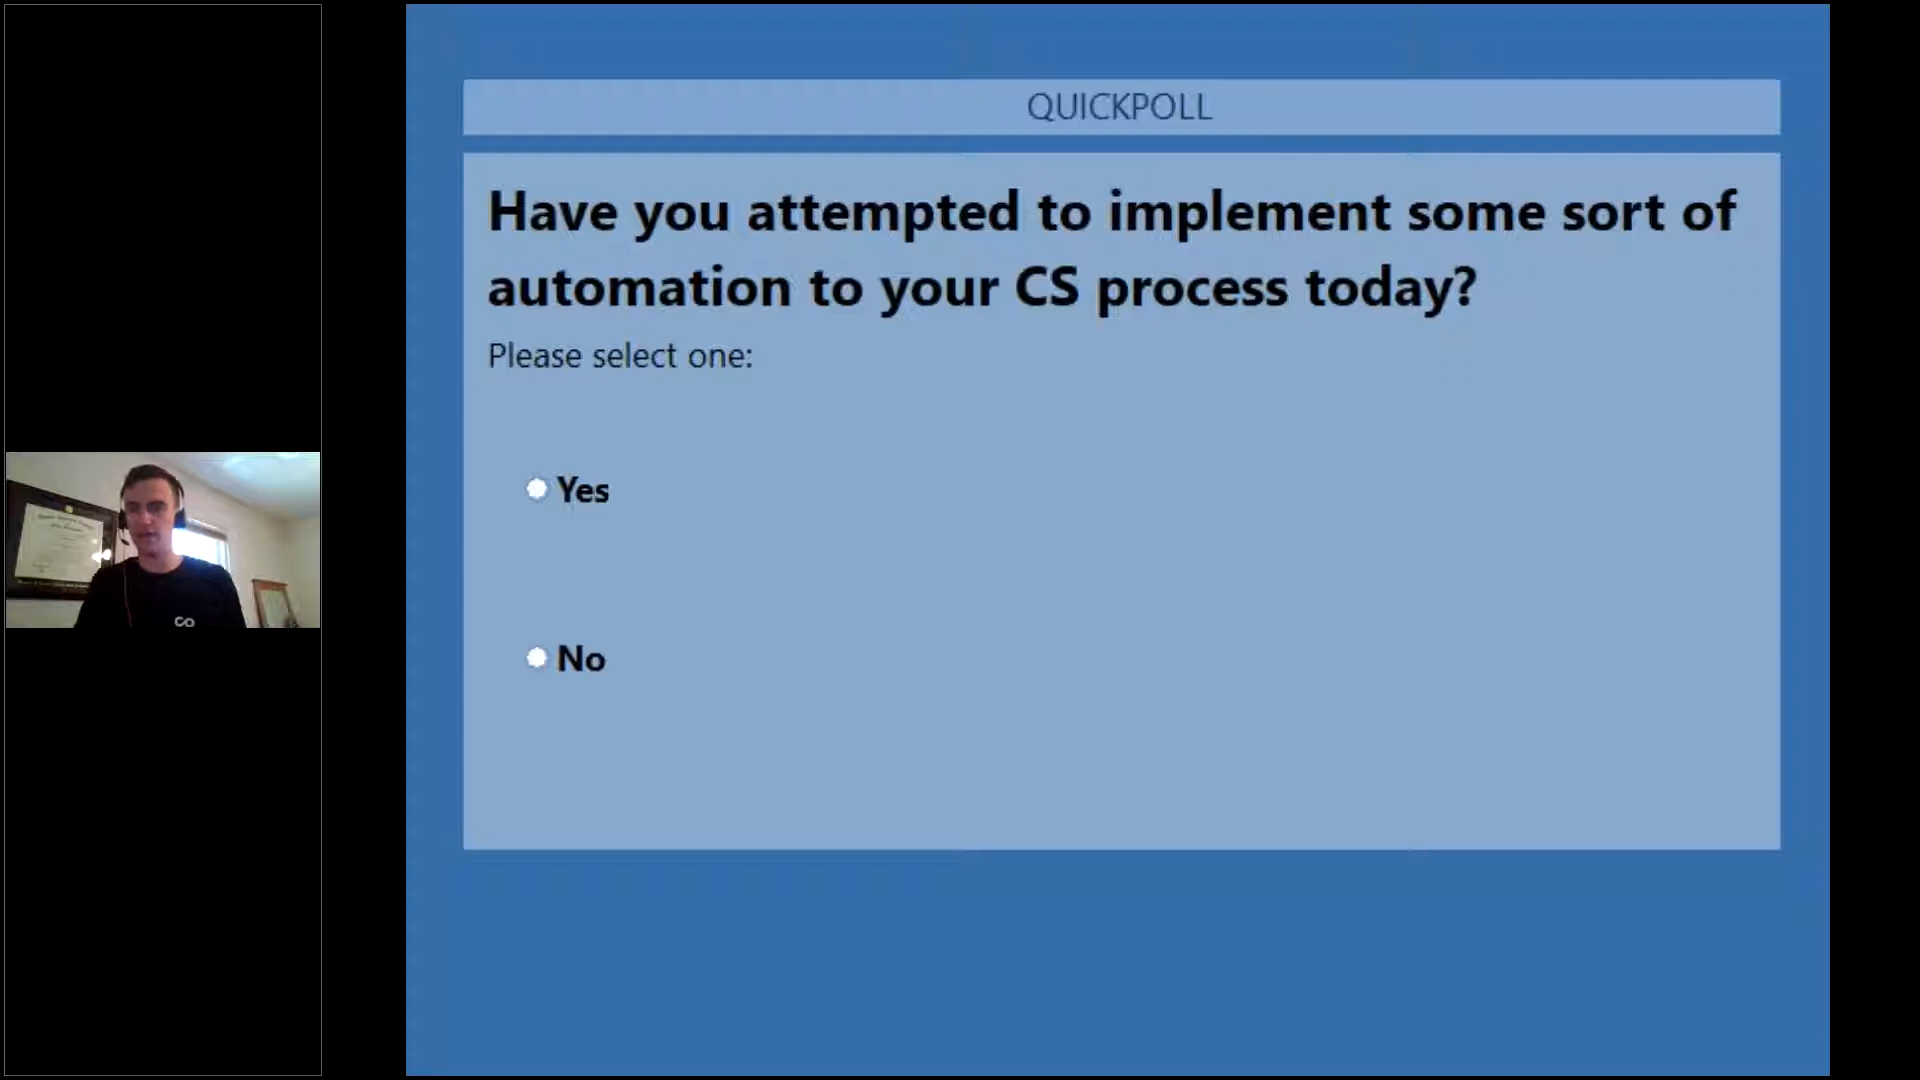 QUICKPOLL
Have you attempted to implement some sort of
automation to your CS process today?
Please select one:
Yes
No